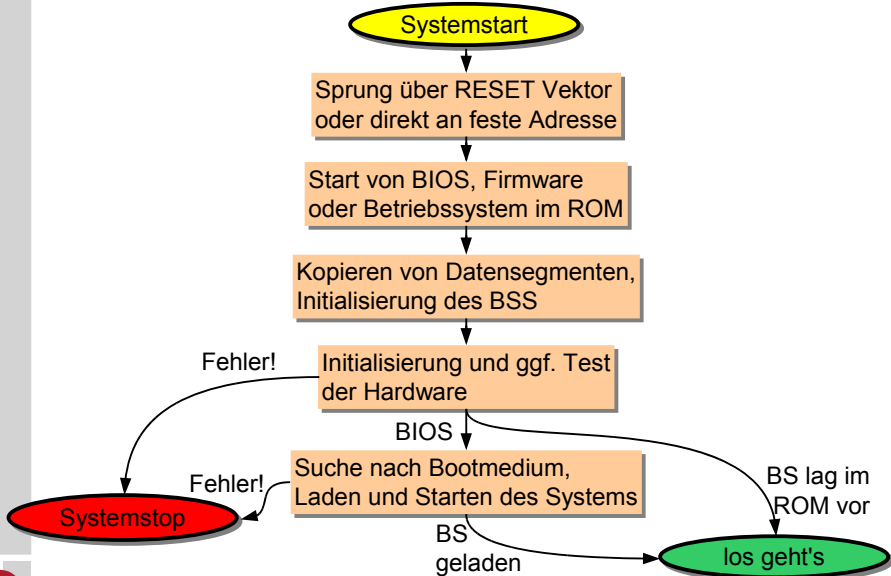 Systemstart
Sprung über RESET Vektor
oder direkt an feste Adresse
Start von BIOS, Firmware
oder Betriebssystem im ROM
Kopieren von Datensegmenten,
Initialisierung des BSS
Fehler!
Initialisierung und ggf. Test
der Hardware
BIOS
Suche nach Bootmedium,
Laden und Starten des Systems
Fehler!
BS lag im
ROM vor
Systemstop
BS
geladen
los geht's